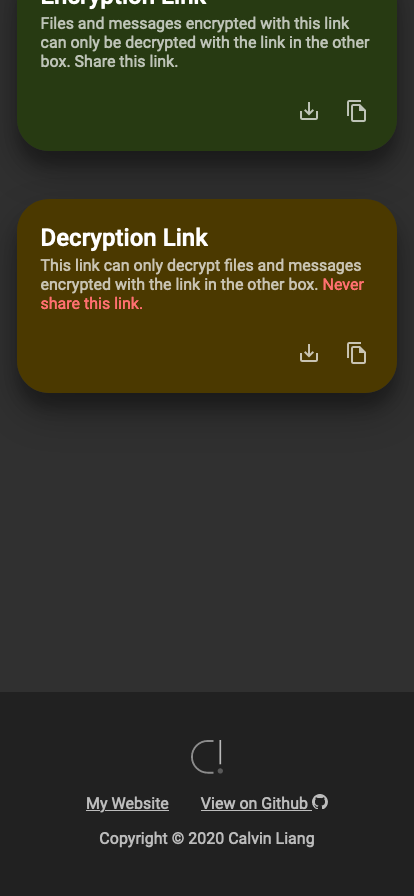 Encryption Link
Files and messages encrypted with this link
can only be decrypted with the link in the other
box. Share this link.
Decryption Link
This link can only decrypt files and messages
encrypted with the link in the other box. Never
share this link.
My Website View on Github
Copyright © 2020 Calvin Liang